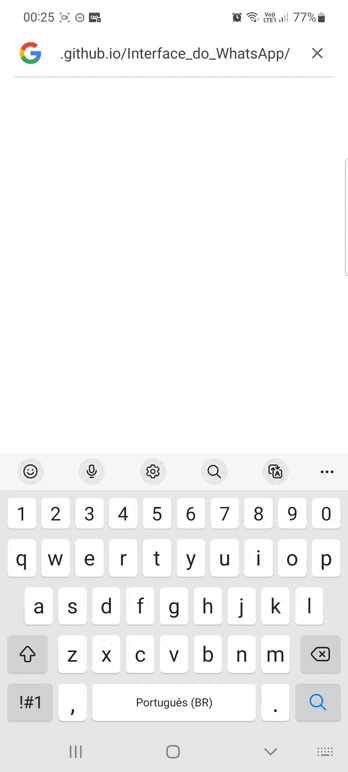 00:25 Vo) LTE1 77%
.github.io/Interface_do_WhatsApp/
1 2 3 4 5 6 7 8 9 0
q w e r t y u i o p
a s d f g h j k l
z x c v b n m
!#1 , Português (BR) .